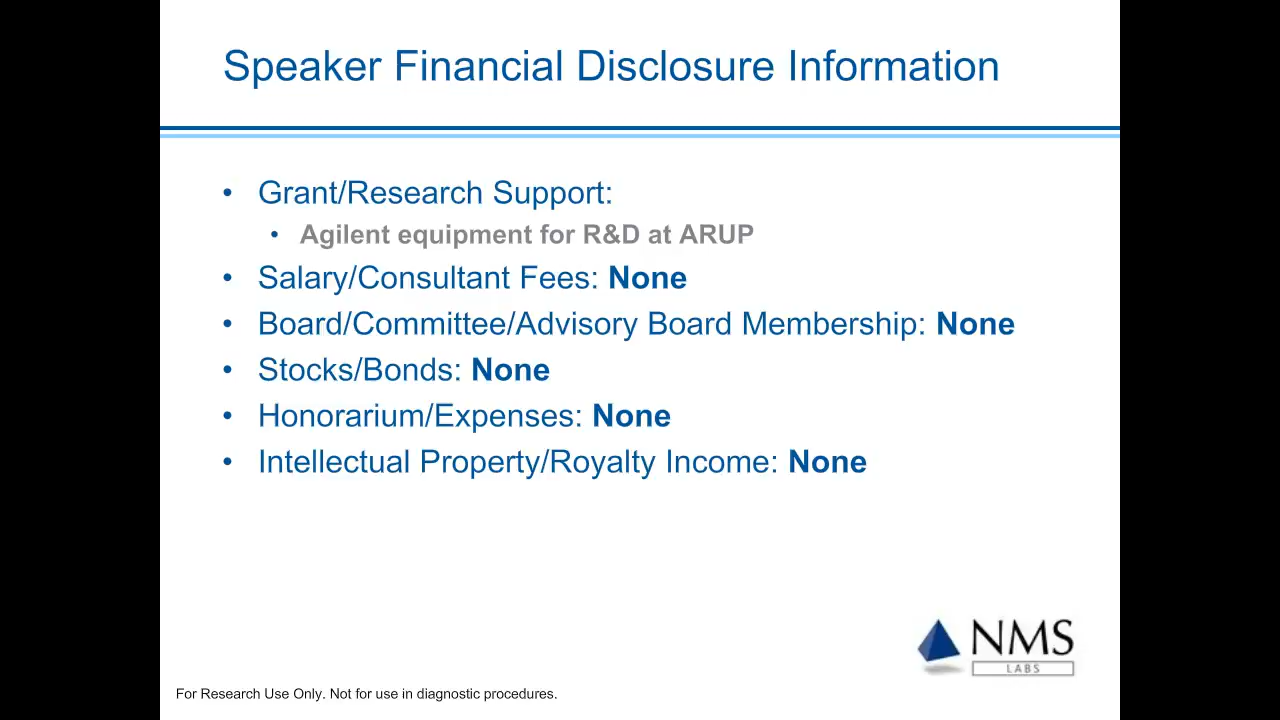 Speaker Financial Disclosure Information
• Grant/Research Support:
• Agilent equipment for R&D at ARUP
• Salary/Consultant Fees: None
• Board/Committee/Advisory Board Membership: None
• Stocks/Bonds: None
• Honorarium/Expenses: None
• Intellectual Property/Royalty Income: None
NMS
LABS
For Research Use Only. Not for use in diagnostic procedures.